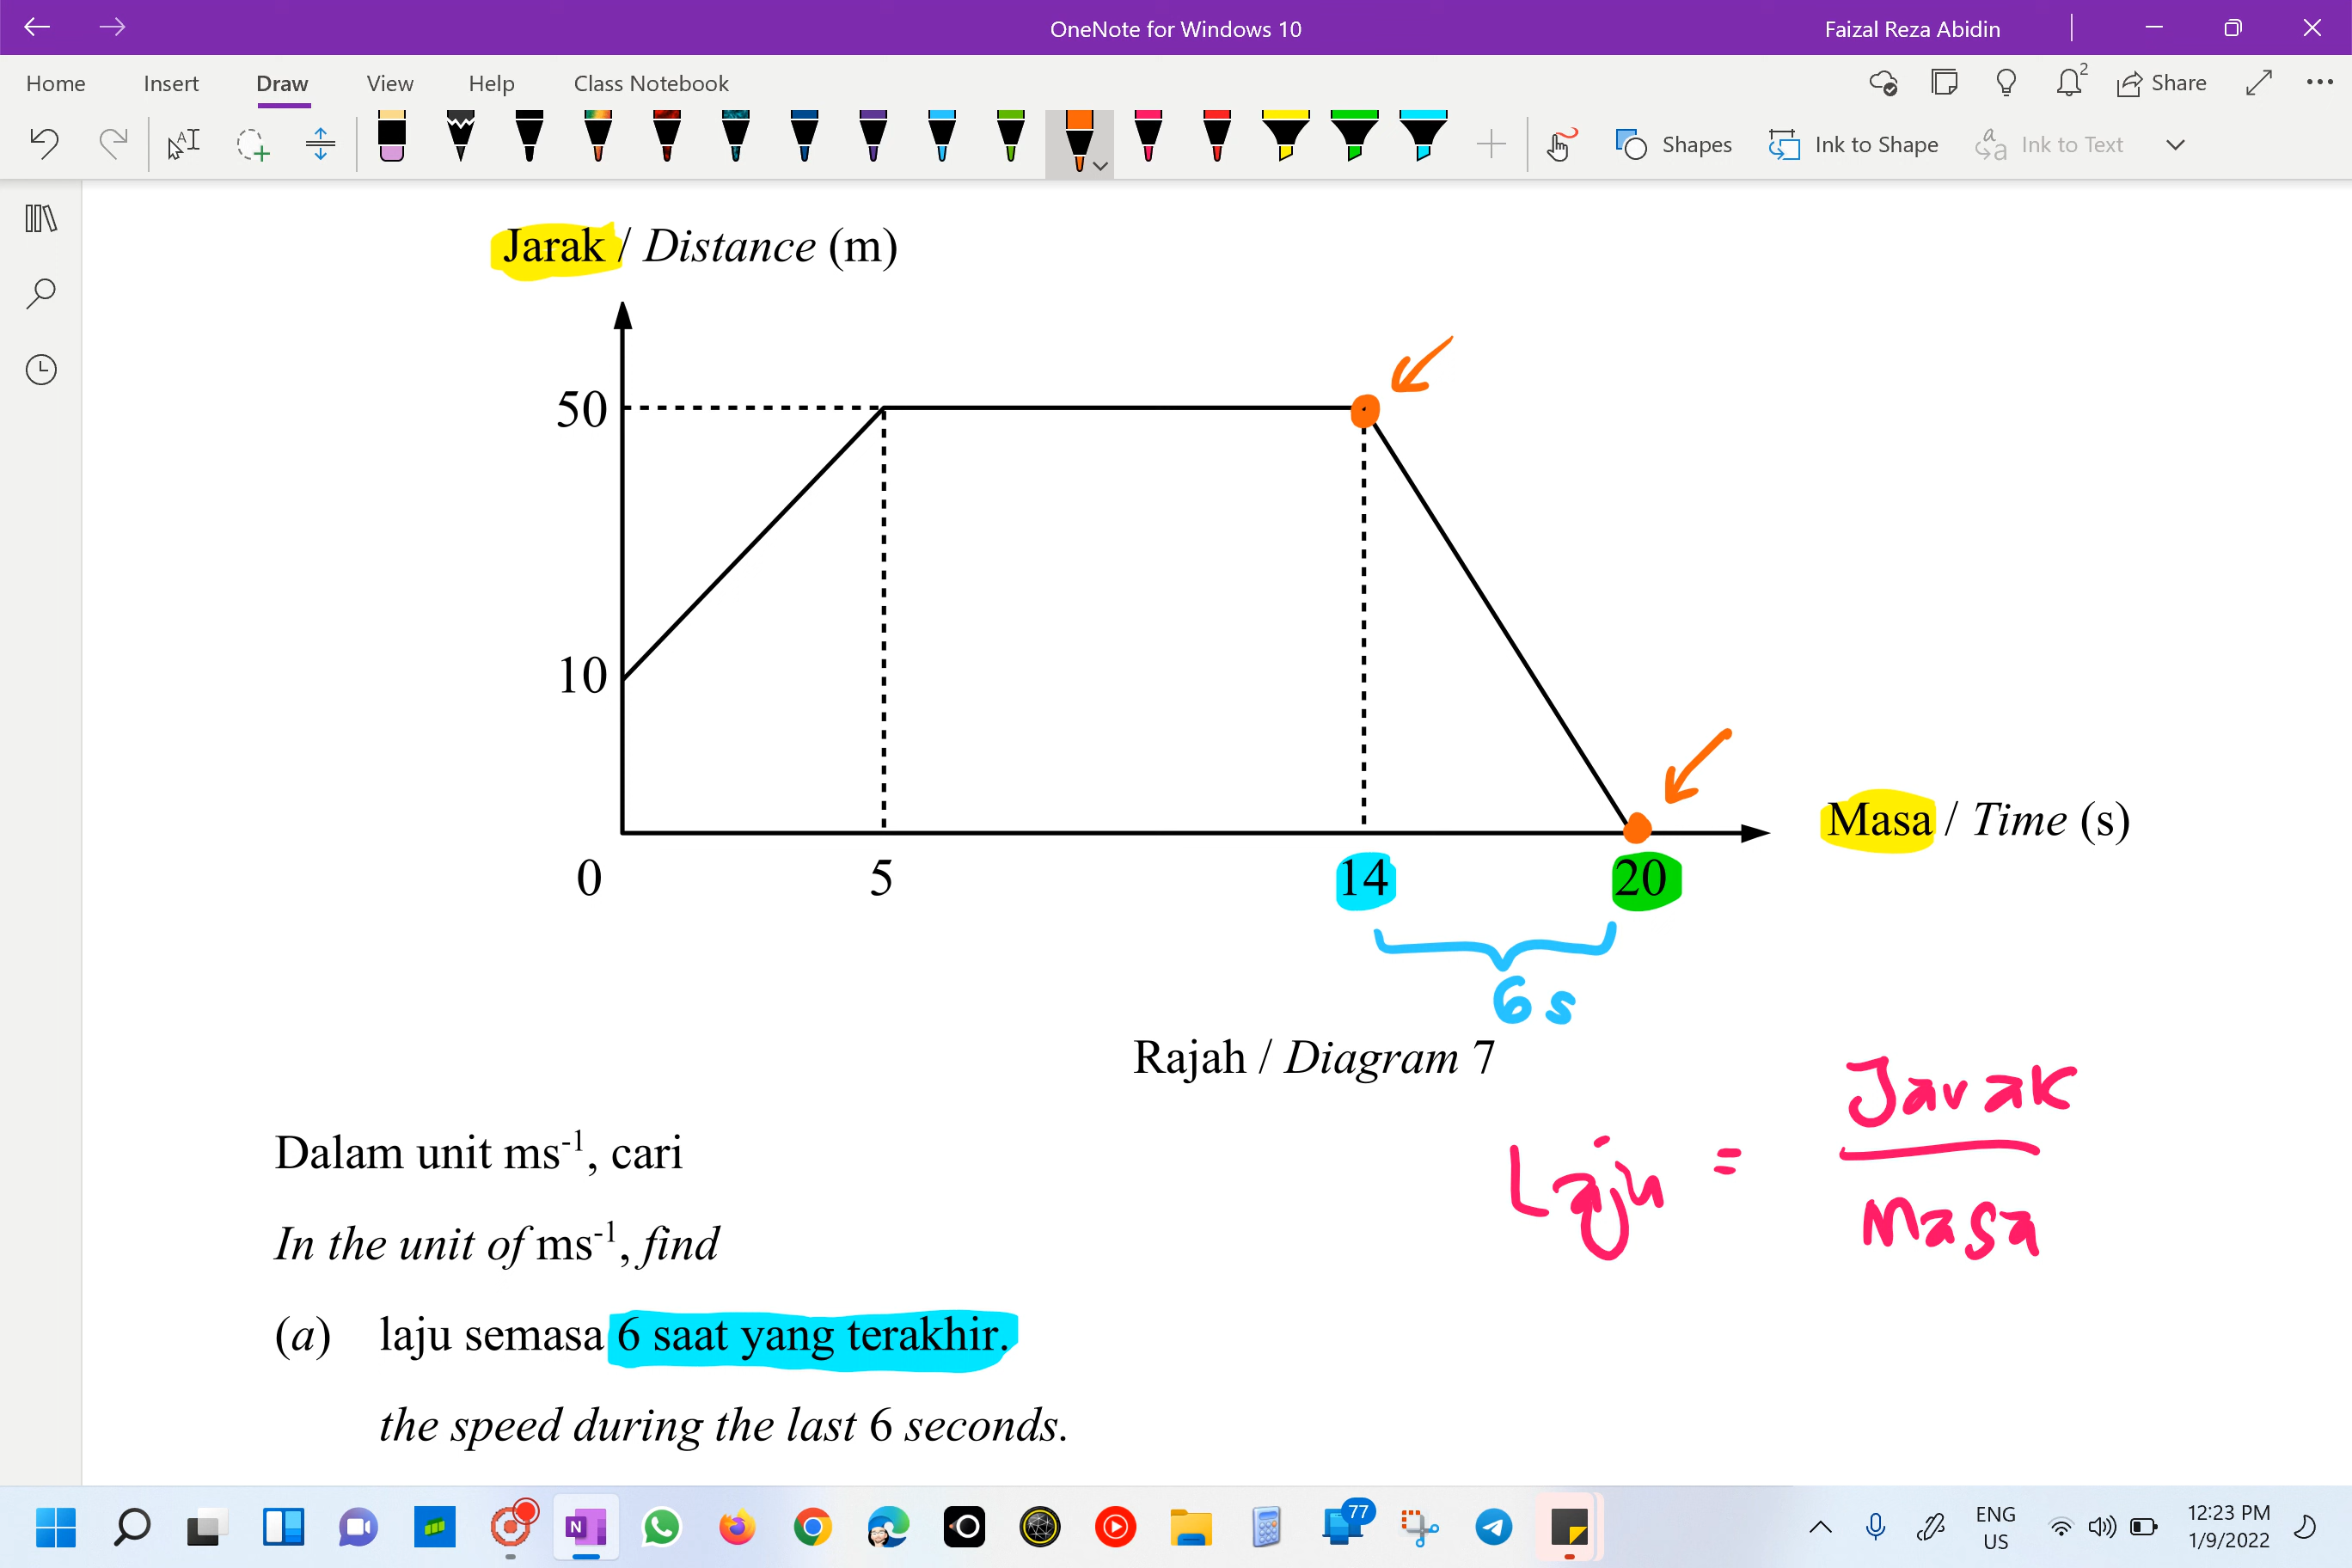 OneNote for Windows 10
Faizal Reza Abidin
Home Insert Draw View Help Class Notebook
2
Share
Shapes
Ink to Shape
Ink to Text
Jarak / Distance (m)
50
10
Masa / Time (s)
0 5 14 20
6 s
Rajah / Diagram 7
Jarak
Laju =
Masa
Dalam unit ms⁻¹, cari
In the unit of ms⁻¹, find
(a) laju semasa 6 saat yang terakhir.
the speed during the last 6 seconds.
N
77
ENG
US
12:23 PM
1/9/2022